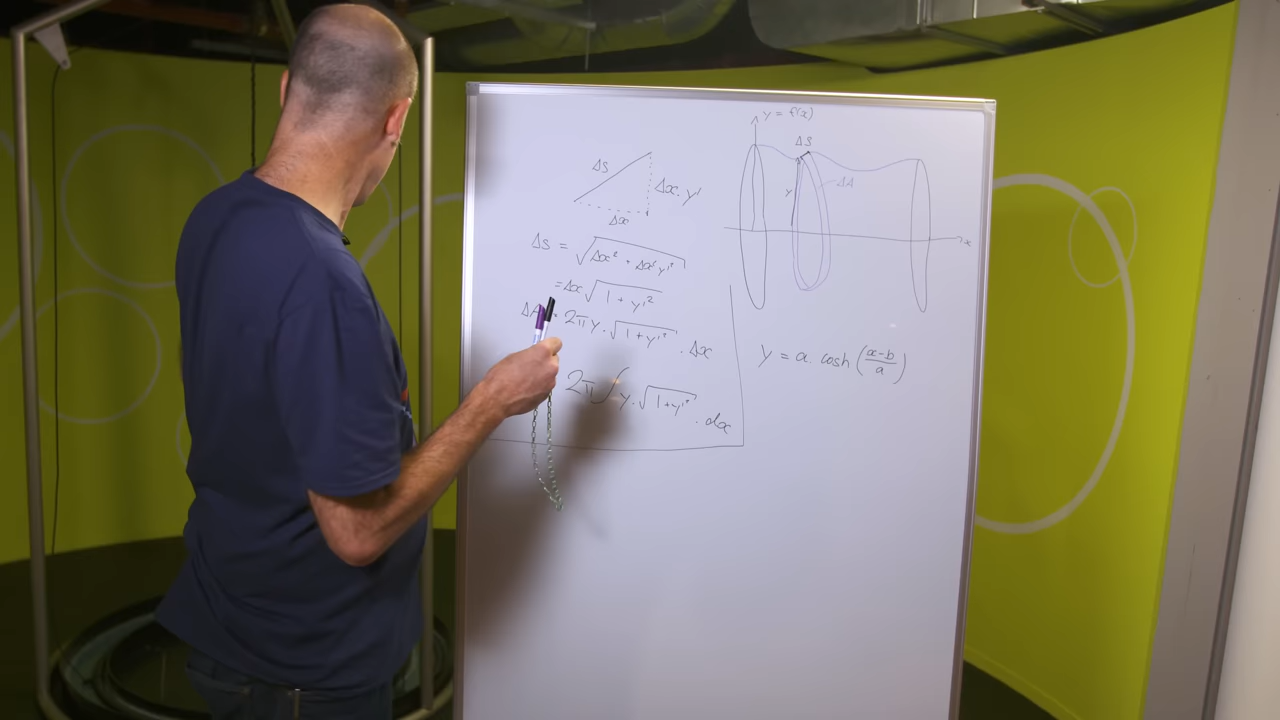 Δs
Δx.y'
Δx
Δs = √Δx² + Δx²y'²
= Δx √1 + y'²
ΔA = 2πy. √1+y'² . Δx
2π∫y. √1+y'² . dx
y = f(x)
Δs
y
ΔA
x
y = a. cosh (x-b/a)